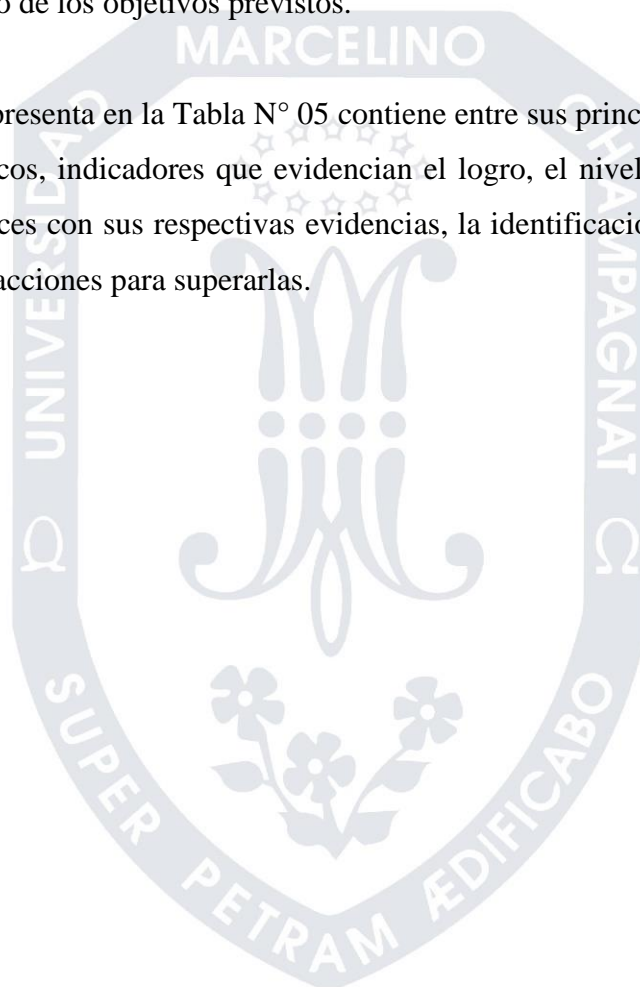 o de los objetivos previstos.
presenta en la Tabla N° 05 contiene entre sus princ
cos, indicadores que evidencian el logro, el nivel
ces con sus respectivas evidencias, la identificacio
acciones para superarlas.
UNIVERSIDAD MARCELINO CHAMPAGNAT
SUPER PETRAM ÆDIFICABO
Ω Ω